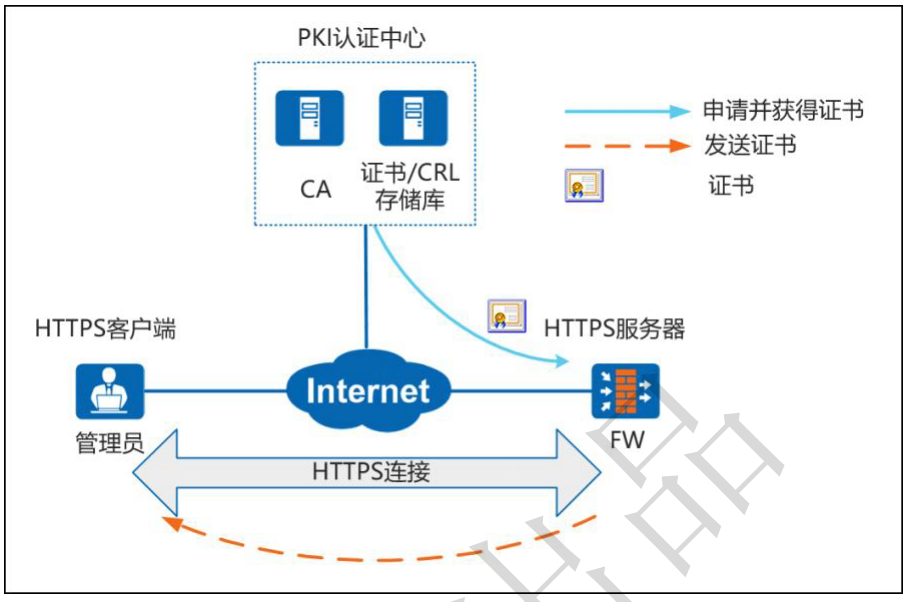 PKI认证中心
CA
证书/CRL
存储库
申请并获得证书
发送证书
证书
HTTPS客户端
HTTPS服务器
Internet
管理员
FW
HTTPS连接